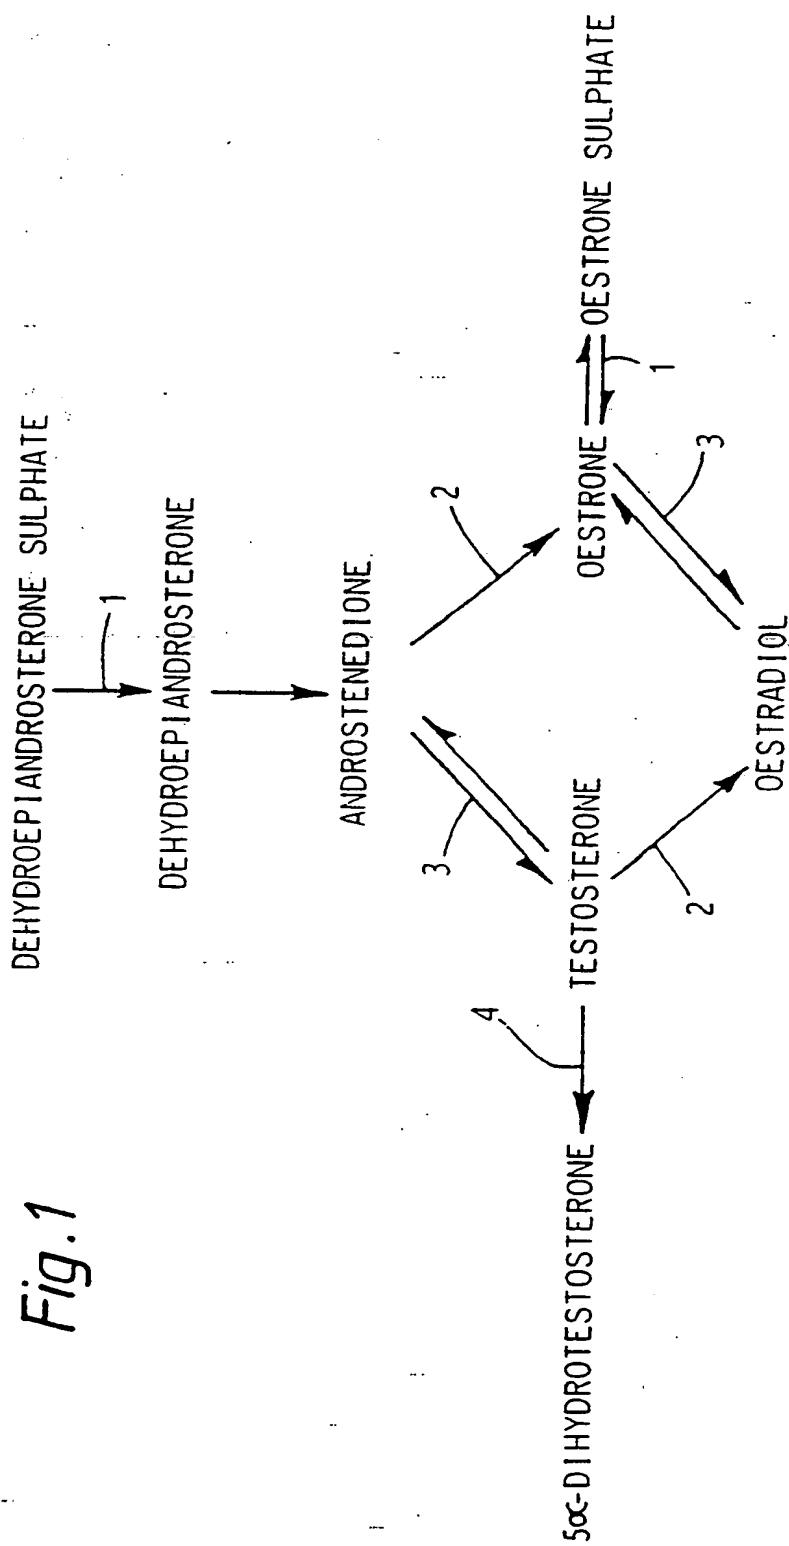 Fig.1
DEHYDROEPIANDROSTERONE SULPHATE
1
DEHYDROEPIANDROSTERONE
ANDROSTENEDIONE
3
2
5α-DIHYDROTESTOSTERONE
4
TESTOSTERONE
OESTRONE
1
OESTRONE SULPHATE
2
3
OESTRADIOL